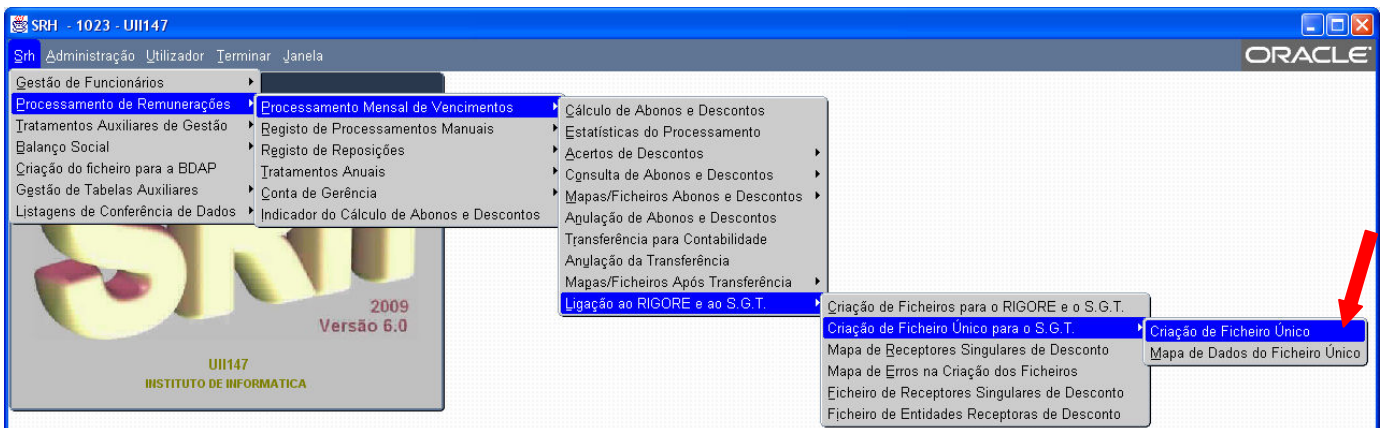 SRH - 1023 - UII147
Srh Administração Utilizador Terminar Janela
ORACLE
Gestão de Funcionários
Processamento de Remunerações
Tratamentos Auxiliares de Gestão
Balanço Social
Criação do ficheiro para a BDAP
Gestão de Tabelas Auxiliares
Listagens de Conferência de Dados
Processamento Mensal de Vencimentos
Registo de Processamentos Manuais
Registo de Reposições
Tratamentos Anuais
Conta de Gerência
Indicador do Cálculo de Abonos e Descontos
Cálculo de Abonos e Descontos
Estatísticas do Processamento
Acertos de Descontos
Consulta de Abonos e Descontos
Mapas/Ficheiros Abonos e Descontos
Anulação de Abonos e Descontos
Transferência para Contabilidade
Anulação da Transferência
Mapas/Ficheiros Após Transferência
Ligação ao RIGORE e ao S.G.T.
Criação de Ficheiros para o RIGORE e o S.G.T.
Criação de Ficheiro Único para o S.G.T.
Mapa de Receptores Singulares de Desconto
Mapa de Erros na Criação dos Ficheiros
Ficheiro de Receptores Singulares de Desconto
Ficheiro de Entidades Receptoras de Desconto
Criação de Ficheiro Único
Mapa de Dados do Ficheiro Único
SRH
2009
Versão 6.0
UII147
INSTITUTO DE INFORMATICA